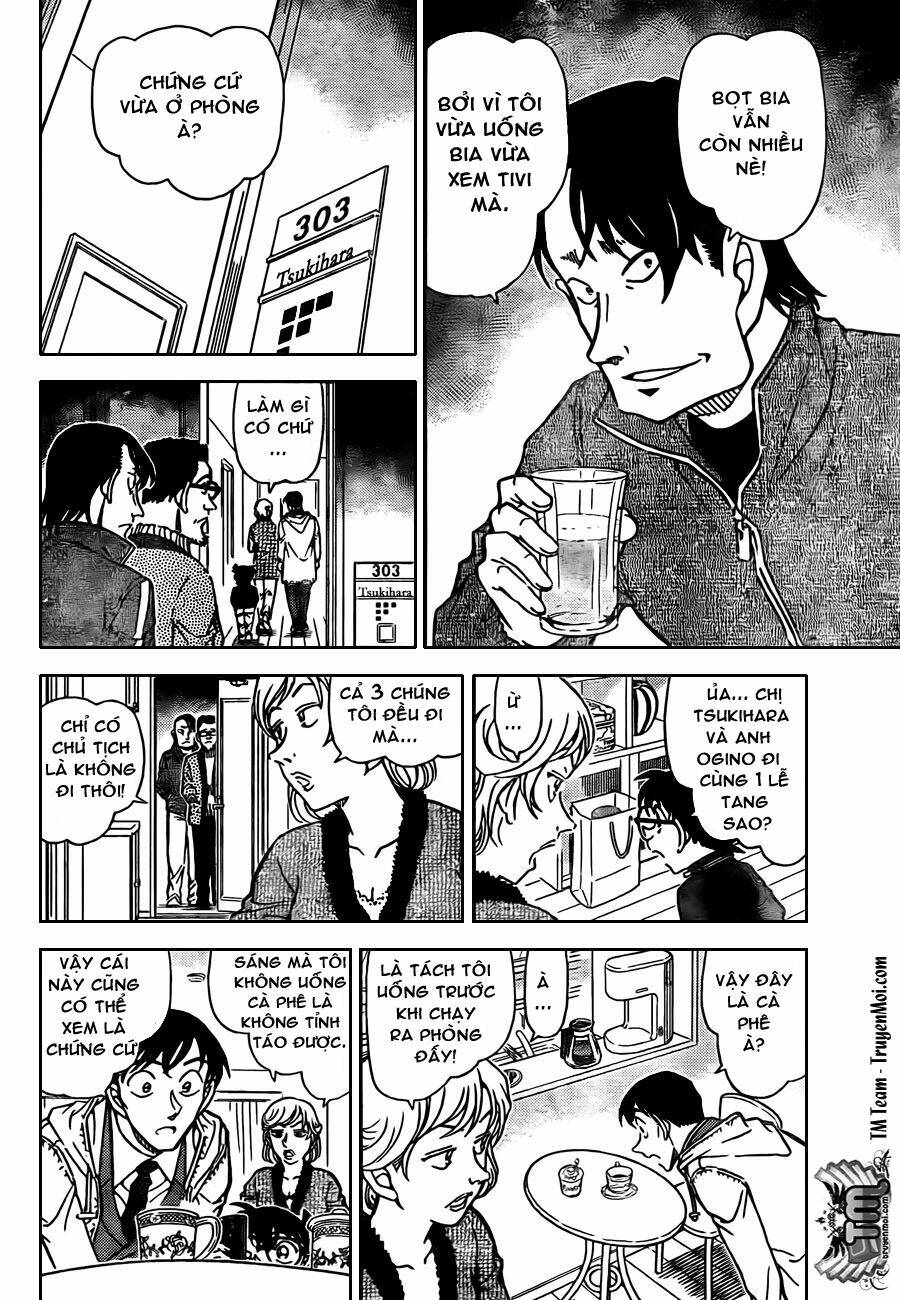 BỌT BIA
VẪN
CÒN NHIỀU
NÈ!
BỞI VÌ TÔI
VỪA UỐNG
BIA VỪA
XEM TIVI
MÀ.
CHỨNG CỨ
VỪA Ở PHÒNG
À?
303
Tsukihara
LÀM GÌ
CÓ CHỨ
...
303
Tsukihara
ỦA... CHỊ
TSUKIHARA
VÀ ANH
OGINO ĐI
CÙNG 1 LỄ
TANG
SAO?
Ừ
...
CẢ 3 CHÚNG
TÔI ĐỀU ĐI
MÀ...
CHỈ CÓ
CHỦ TỊCH
LÀ KHÔNG
ĐI THÔI!
VẬY ĐÂY
LÀ CÀ
PHÊ
À?
À
...
LÀ TÁCH TÔI
UỐNG TRƯỚC
KHI CHẠY
RA PHÒNG
ĐẤY!
SÁNG MÀ TÔI
KHÔNG UỐNG
CÀ PHÊ LÀ
KHÔNG TỈNH
TÁO ĐƯỢC.
VẬY CÁI
NÀY CŨNG
CÓ THỂ
XEM LÀ
CHỨNG CỨ
TM Team - TruyenMoi.com
TM
truyenmoi.com